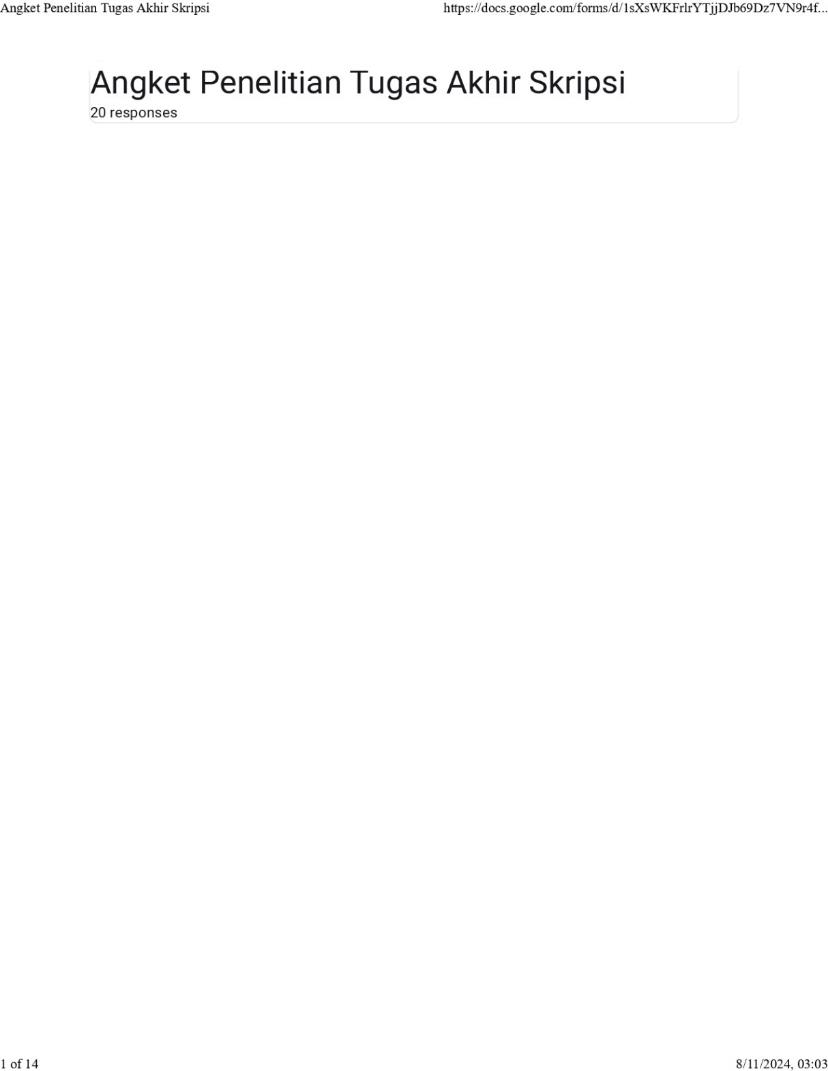 Angket Penelitian Tugas Akhir Skripsi
https://docs.google.com/forms/d/1sXsWKFrlrYTjjDJb69Dz7VN9r4f...
Angket Penelitian Tugas Akhir Skripsi
20 responses
1 of 14
8/11/2024, 03:03